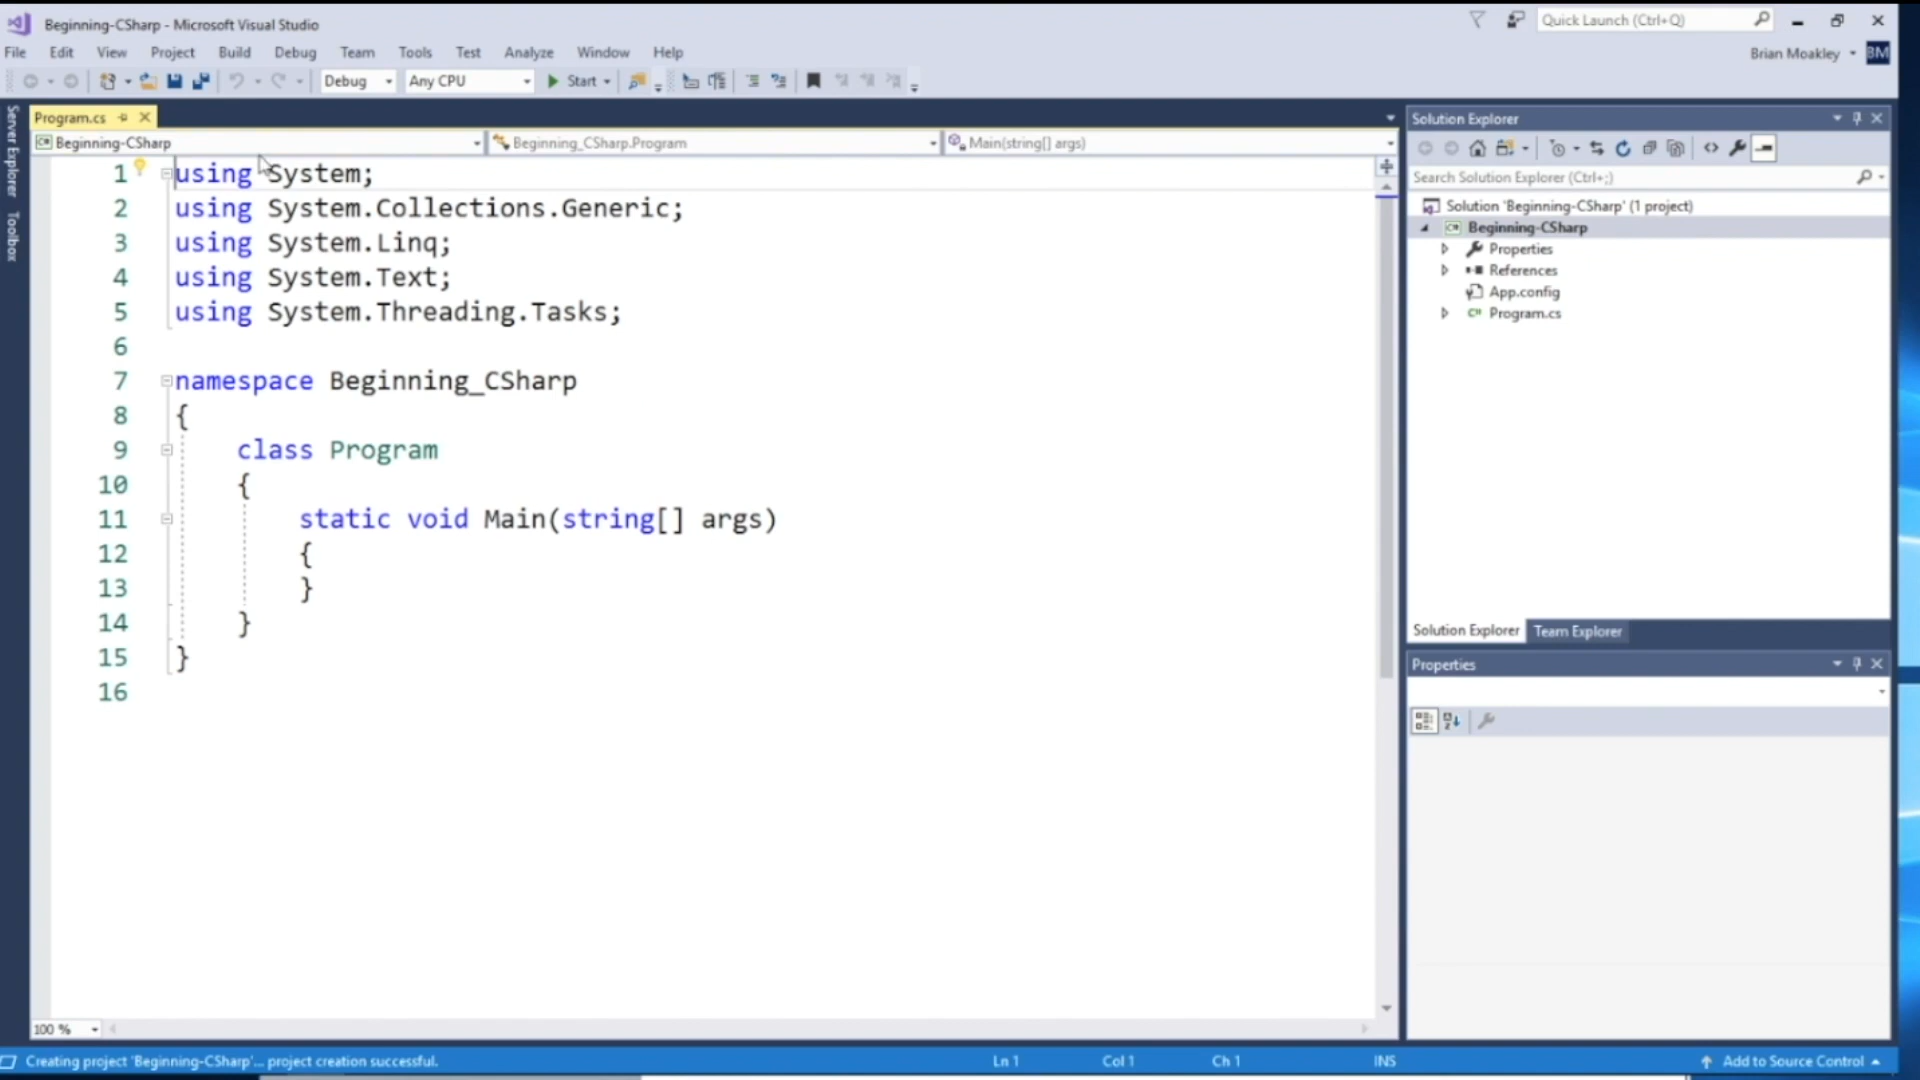 Beginning-CSharp - Microsoft Visual Studio
Quick Launch (Ctrl+Q)
File Edit View Project Build Debug Team Tools Test Analyze Window Help
Brian Moakley BM
Debug Any CPU Start
Server Explorer
Toolbox
Program.cs
Beginning-CSharp Beginning_CSharp.Program Main(string[] args)
1 using System;
2 using System.Collections.Generic;
3 using System.Linq;
4 using System.Text;
5 using System.Threading.Tasks;
6
7 namespace Beginning_CSharp
8 {
9 class Program
10 {
11 static void Main(string[] args)
12 {
13 }
14 }
15 }
16
100 %
Solution Explorer
Search Solution Explorer (Ctrl+;)
Solution 'Beginning-CSharp' (1 project)
C# Beginning-CSharp
Properties
References
App.config
C# Program.cs
Solution Explorer Team Explorer
Properties
Creating project 'Beginning-CSharp'... project creation successful. Ln 1 Col 1 Ch 1 INS Add to Source Control